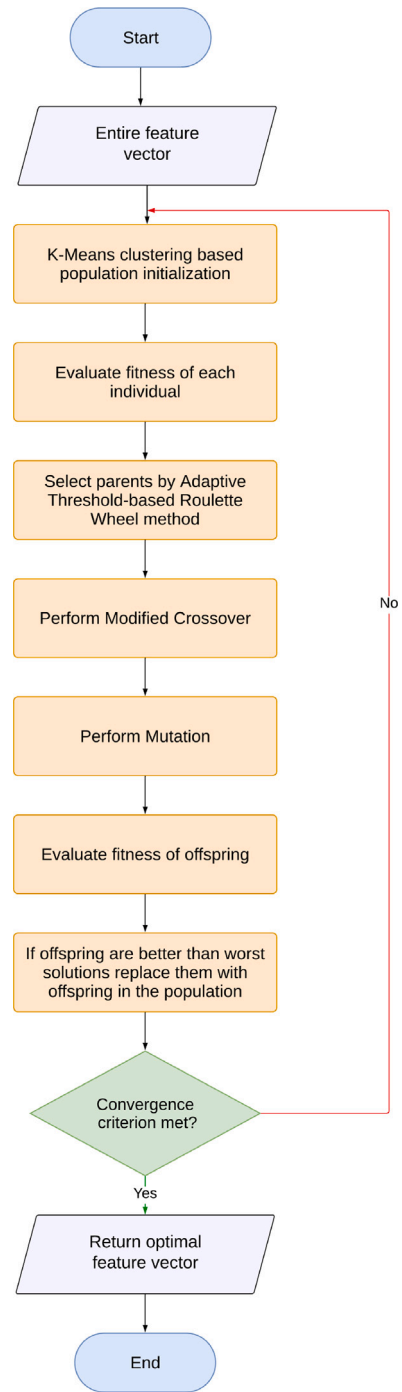 Start
Entire feature
vector
K-Means clustering based
population initialization
Evaluate fitness of each
individual
Select parents by Adaptive
Threshold-based Roulette
Wheel method
Perform Modified Crossover
No
Perform Mutation
Evaluate fitness of offspring
If offspring are better than worst
solutions replace them with
offspring in the population
Convergence
criterion met?
Yes
Return optimal
feature vector
End